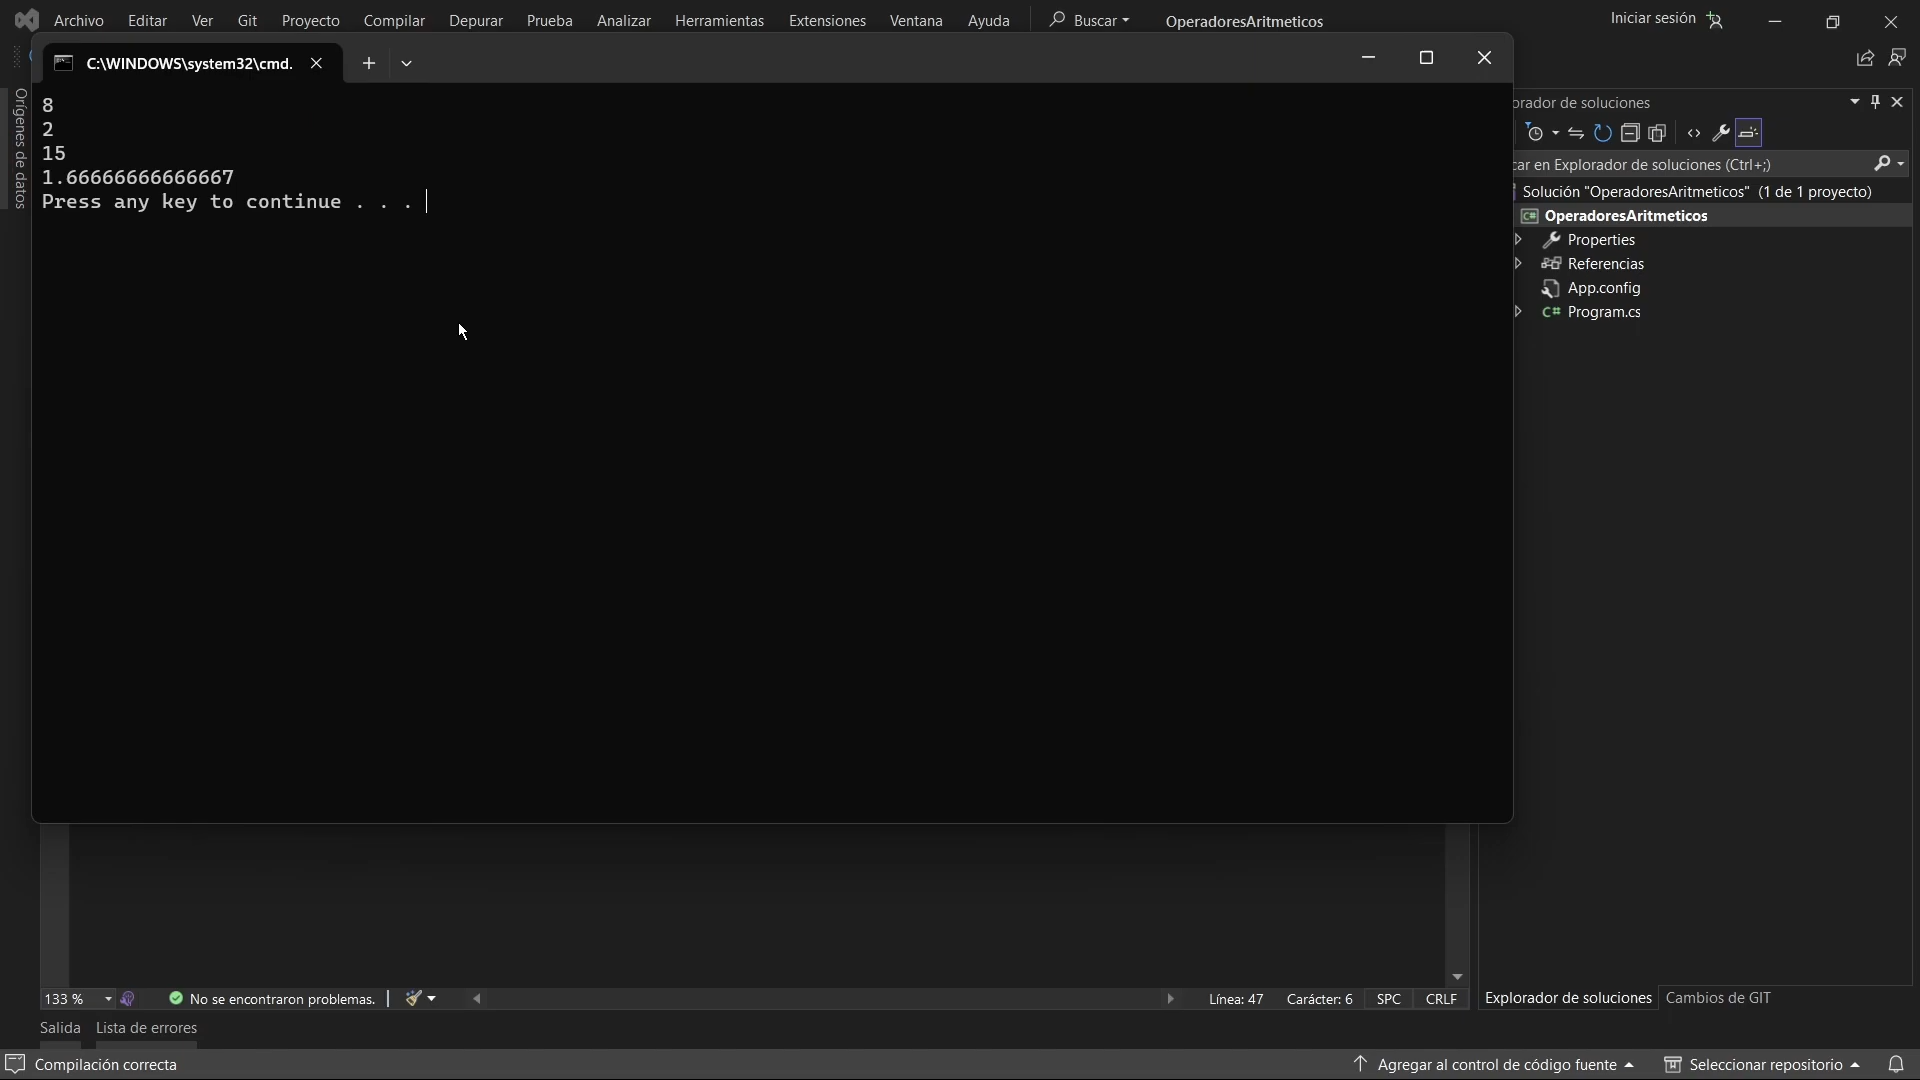 Archivo Editar Ver Git Proyecto Compilar Depurar Prueba Analizar Herramientas Extensiones Ventana Ayuda Buscar OperadoresAritmeticos Iniciar sesión
C:\WINDOWS\system32\cmd.
Orígenes de datos
8
2
15
1.66666666666667
Press any key to continue . . .
orador de soluciones
car en Explorador de soluciones (Ctrl+;)
Solución "OperadoresAritmeticos" (1 de 1 proyecto)
C# OperadoresAritmeticos
Properties
Referencias
App.config
C# Program.cs
133 % No se encontraron problemas. Línea: 47 Carácter: 6 SPC CRLF
Explorador de soluciones Cambios de GIT
Salida Lista de errores
Compilación correcta Agregar al control de código fuente Seleccionar repositorio